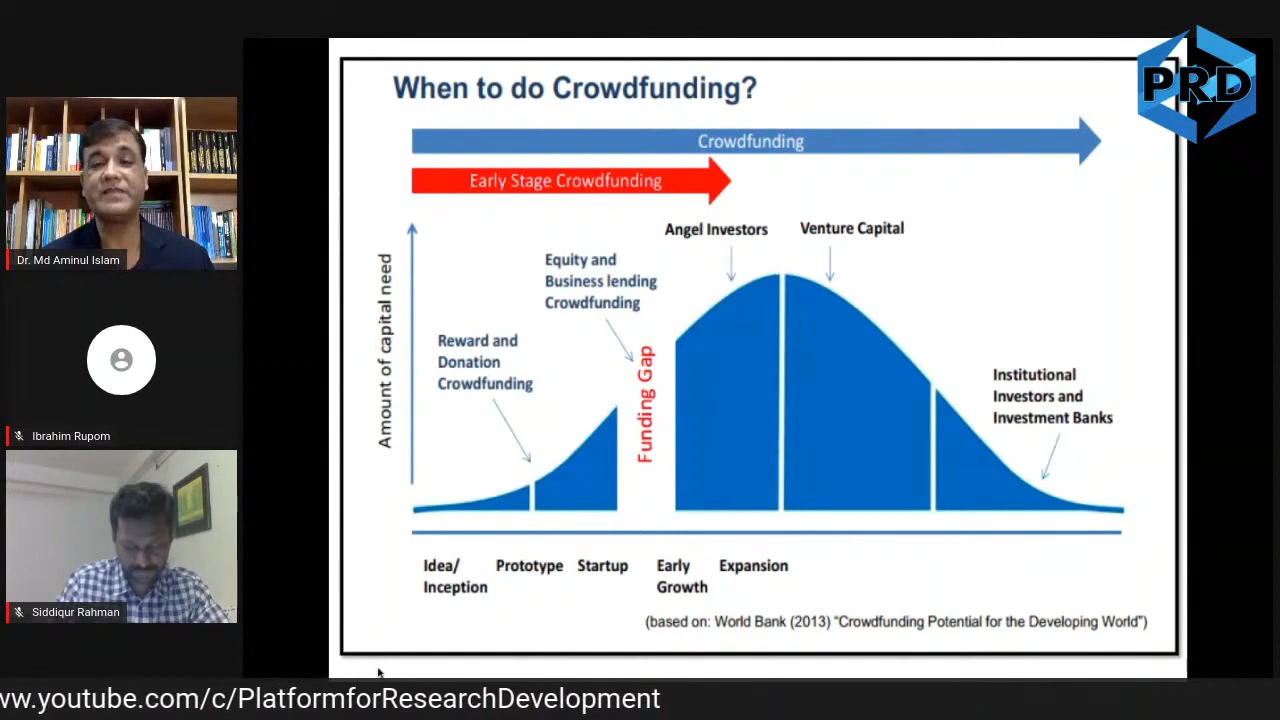 When to do Crowdfunding?
PRD
Crowdfunding
Early Stage Crowdfunding
Angel Investors
Venture Capital
Equity and
Business lending
Crowdfunding
Reward and
Donation
Crowdfunding
Amount of capital need
Funding Gap
Institutional
Investors and
Investment Banks
Idea/
Inception
Prototype
Startup
Early
Growth
Expansion
(based on: World Bank (2013) “Crowdfunding Potential for the Developing World”)
Dr. Md Aminul Islam
Ibrahim Rupom
Siddiqur Rahman
ww.youtube.com/c/PlatformforResearchDevelopment